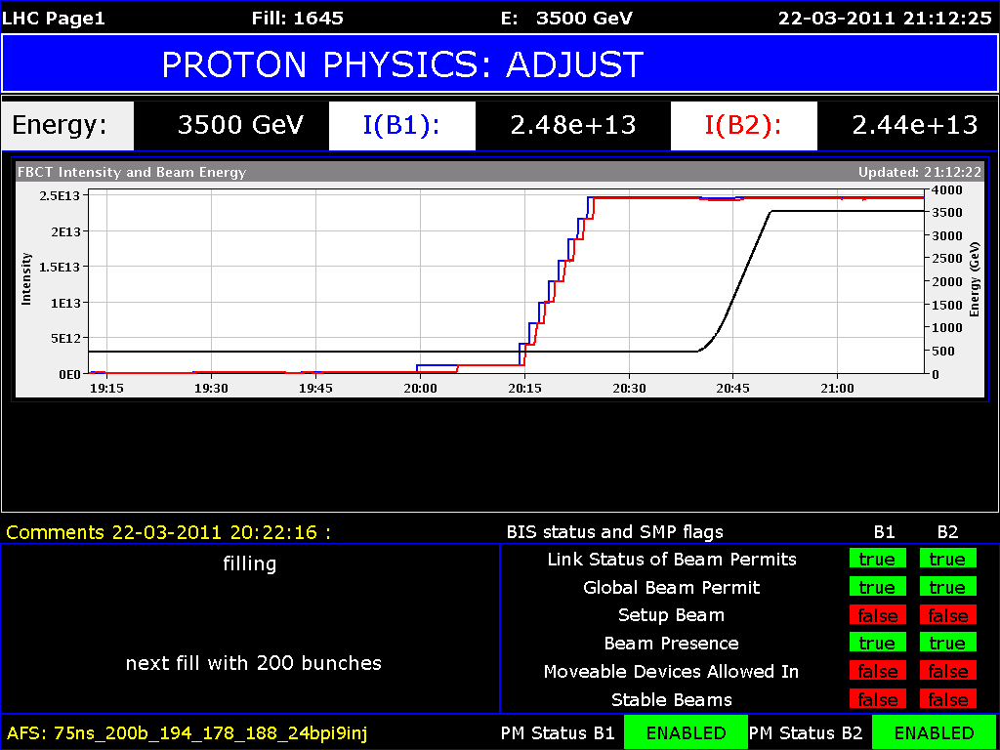 LHC Page1 Fill: 1645 E: 3500 GeV 22-03-2011 21:12:25
PROTON PHYSICS: ADJUST
Energy: 3500 GeV I(B1): 2.48e+13 I(B2): 2.44e+13
FBCT Intensity and Beam Energy Updated: 21:12:22
2.5E13 4000
3500
2E13 3000
1.5E13 2500
2000
1E13 1500
5E12 1000
500
0E0 0
Intensity
Energy (GeV)
19:15 19:30 19:45 20:00 20:15 20:30 20:45 21:00
Comments 22-03-2011 20:22:16 :
filling
next fill with 200 bunches
BIS status and SMP flags B1 B2
Link Status of Beam Permits true true
Global Beam Permit true true
Setup Beam false false
Beam Presence true true
Moveable Devices Allowed In false false
Stable Beams false false
AFS: 75ns_200b_194_178_188_24bpi9inj PM Status B1 ENABLED PM Status B2 ENABLED